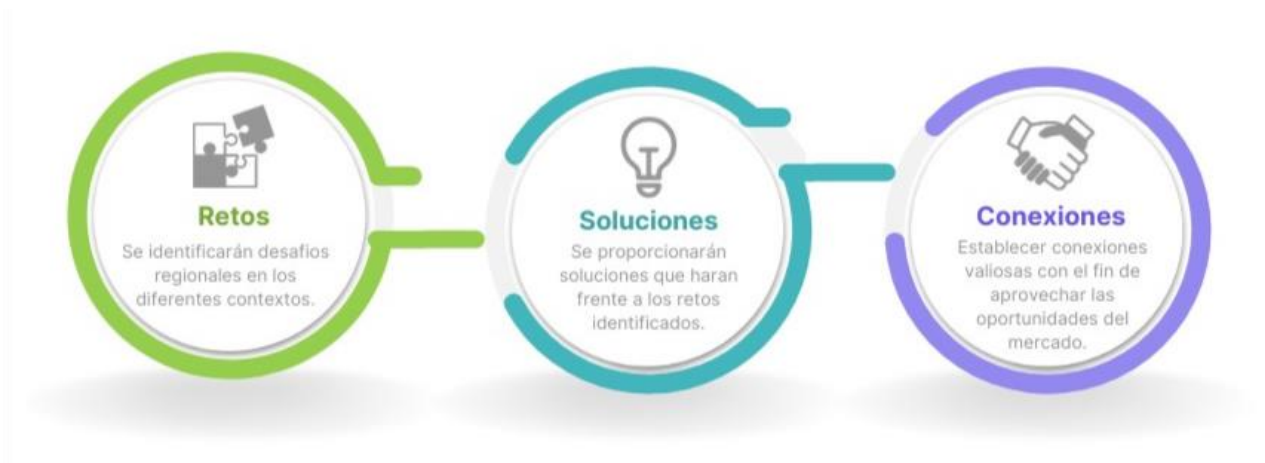 Retos
Se identificarán desafios
regionales en los
diferentes contextos.
Soluciones
Se proporcionarán
soluciones que haran
frente a los retos
identificados.
Conexiones
Establecer conexiones
valiosas con el fin de
aprovechar las
oportunidades del
mercado.